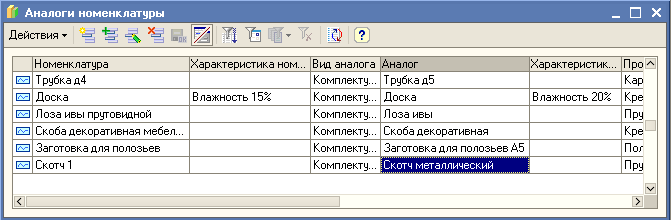 Аналоги номенклатуры
Действия
Номенклатура Характеристика ном... Вид аналога Аналог Характеристик... Про
Трубка д4 Комплекту... Трубка д5 Кар
Доска Влажность 15% Комплекту... Доска Влажность 20% Кре
Лоза ивы прутовидной Комплекту... Лоза ивы Пру
Скоба декоративная мебел... Комплекту... Скоба декоративная Кре
Заготовка для полозьев Комплекту... Заготовка для полозьев А5 Пол
Скотч 1 Комплекту... Скотч металлический Пру